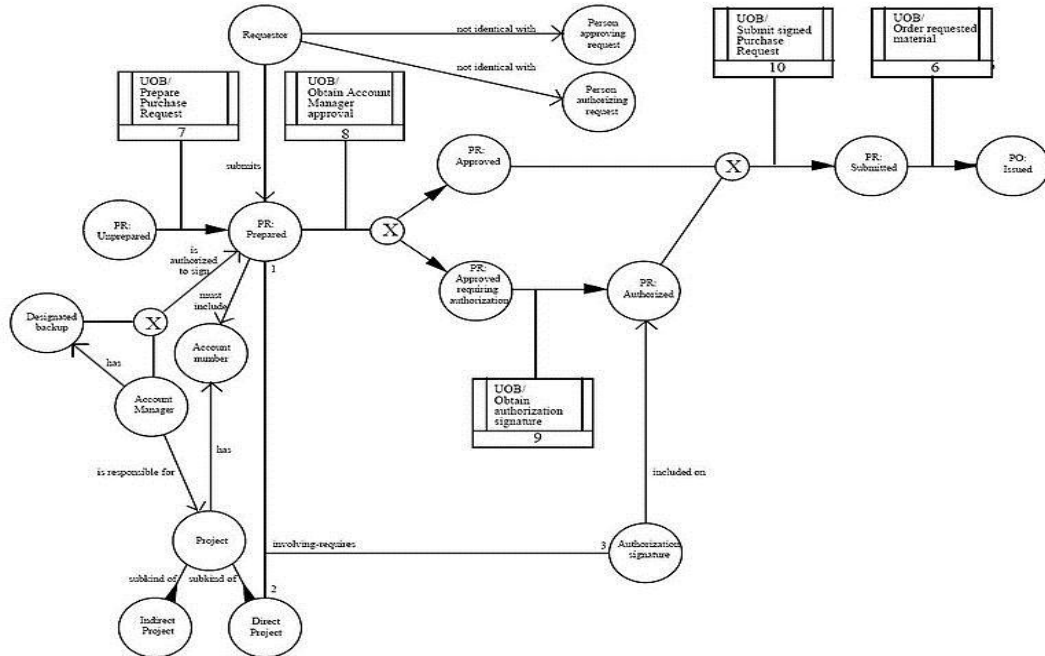 Requestor
not identical with
Person
approving
request
not identical with
Person
authorizing
request
UOB/
Submit signed
Purchase
Request
10
UOB/
Order requested
material
6
UOB/
Prepare
Purchase
Request
7
UOB/
Obtain Account
Manager
approval
8
submits
PR:
Approved
X
PR:
Submitted
PO:
Issued
PR:
Unprepared
PR:
Prepared
X
1
is
authorized
to sign
PR:
Approved
requiring
authorization
PR:
Authorized
must
include
Designated
backup
X
Account
number
has
Account
Manager
UOB/
Obtain
authorization
signature
9
has
is responsible for
included on
Project
involving-requires
3
Authorization
signature
subkind of
subkind of
2
Indirect
Project
Direct
Project